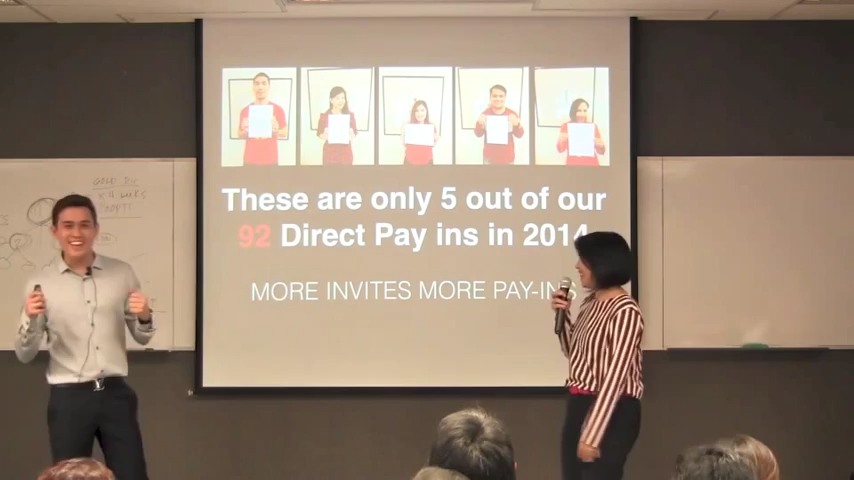 These are only 5 out of our
92 Direct Pay ins in 2014
MORE INVITES MORE PAY-INS